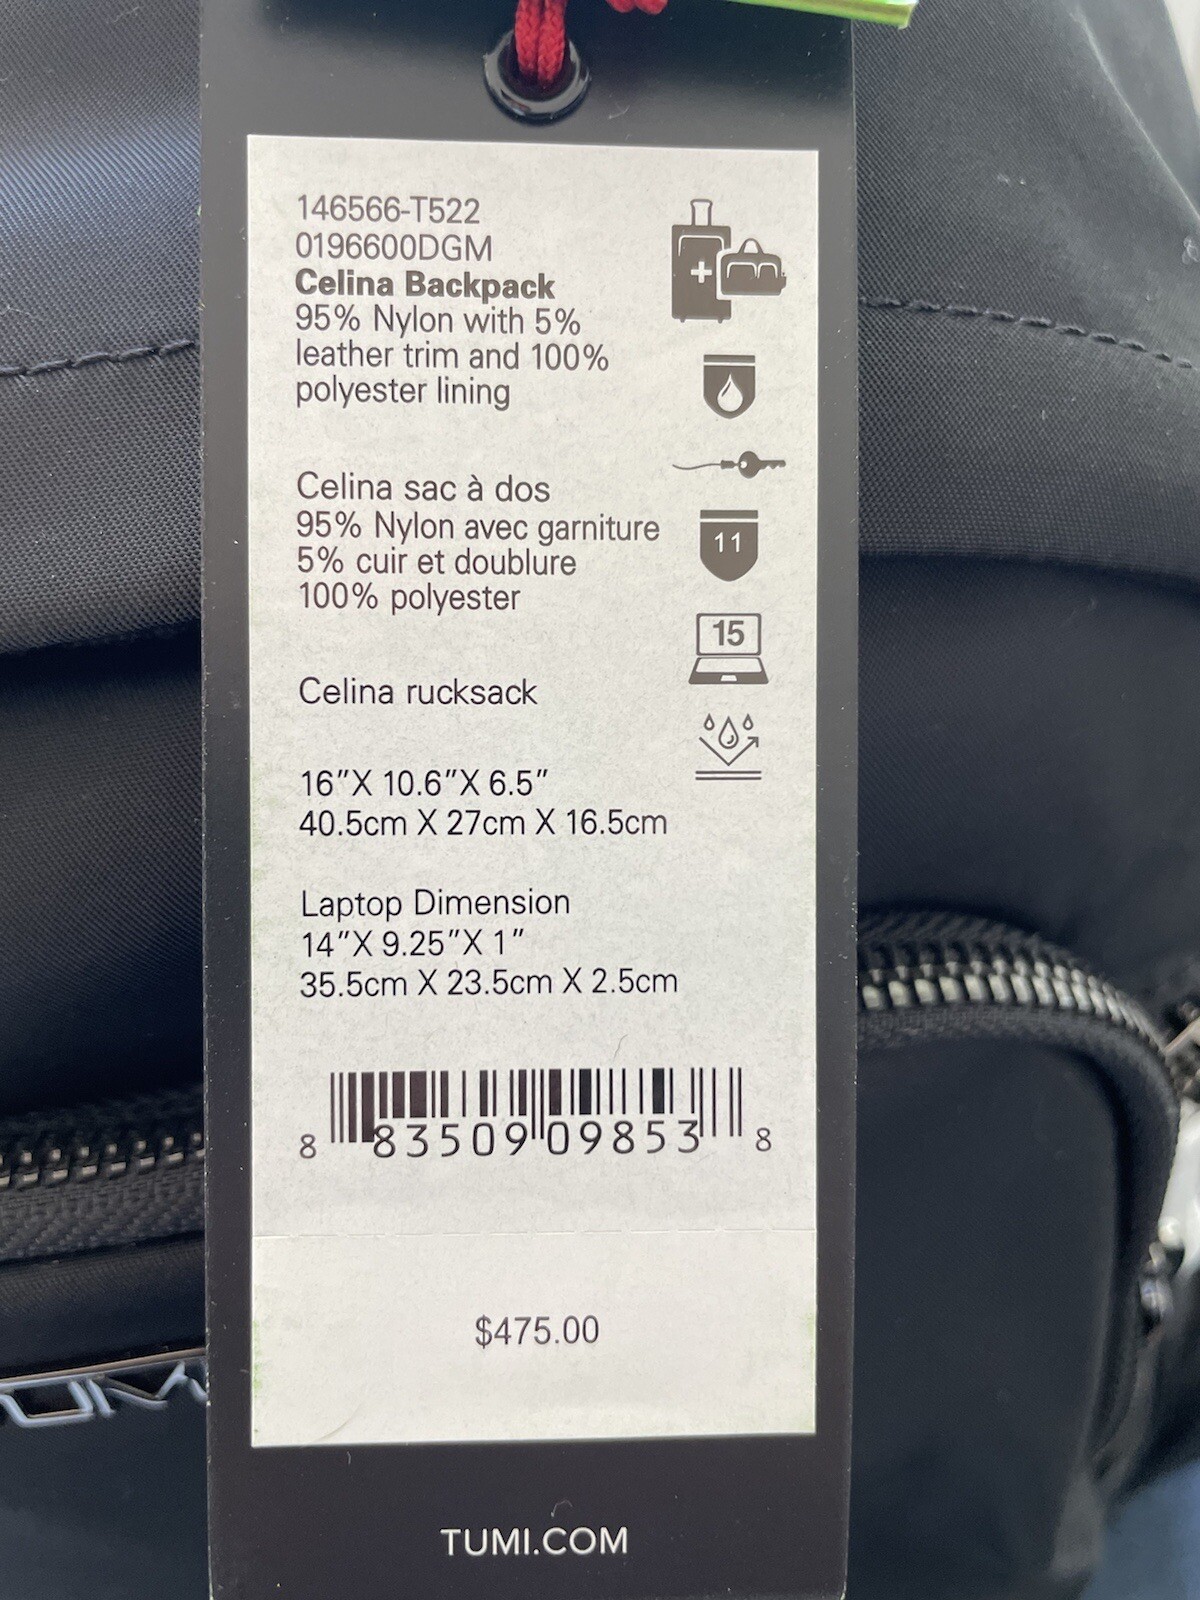 146566-T522
0196600DGM
Celina Backpack
95% Nylon with 5%
leather trim and 100%
polyester lining
Celina sac à dos
95% Nylon avec garniture
5% cuir et doublure
100% polyester
Celina rucksack
16”X 10.6”X 6.5”
40.5cm X 27cm X 16.5cm
Laptop Dimension
14”X 9.25”X 1”
35.5cm X 23.5cm X 2.5cm
11
15
8 83509 09853 8
$475.00
TUMI.COM